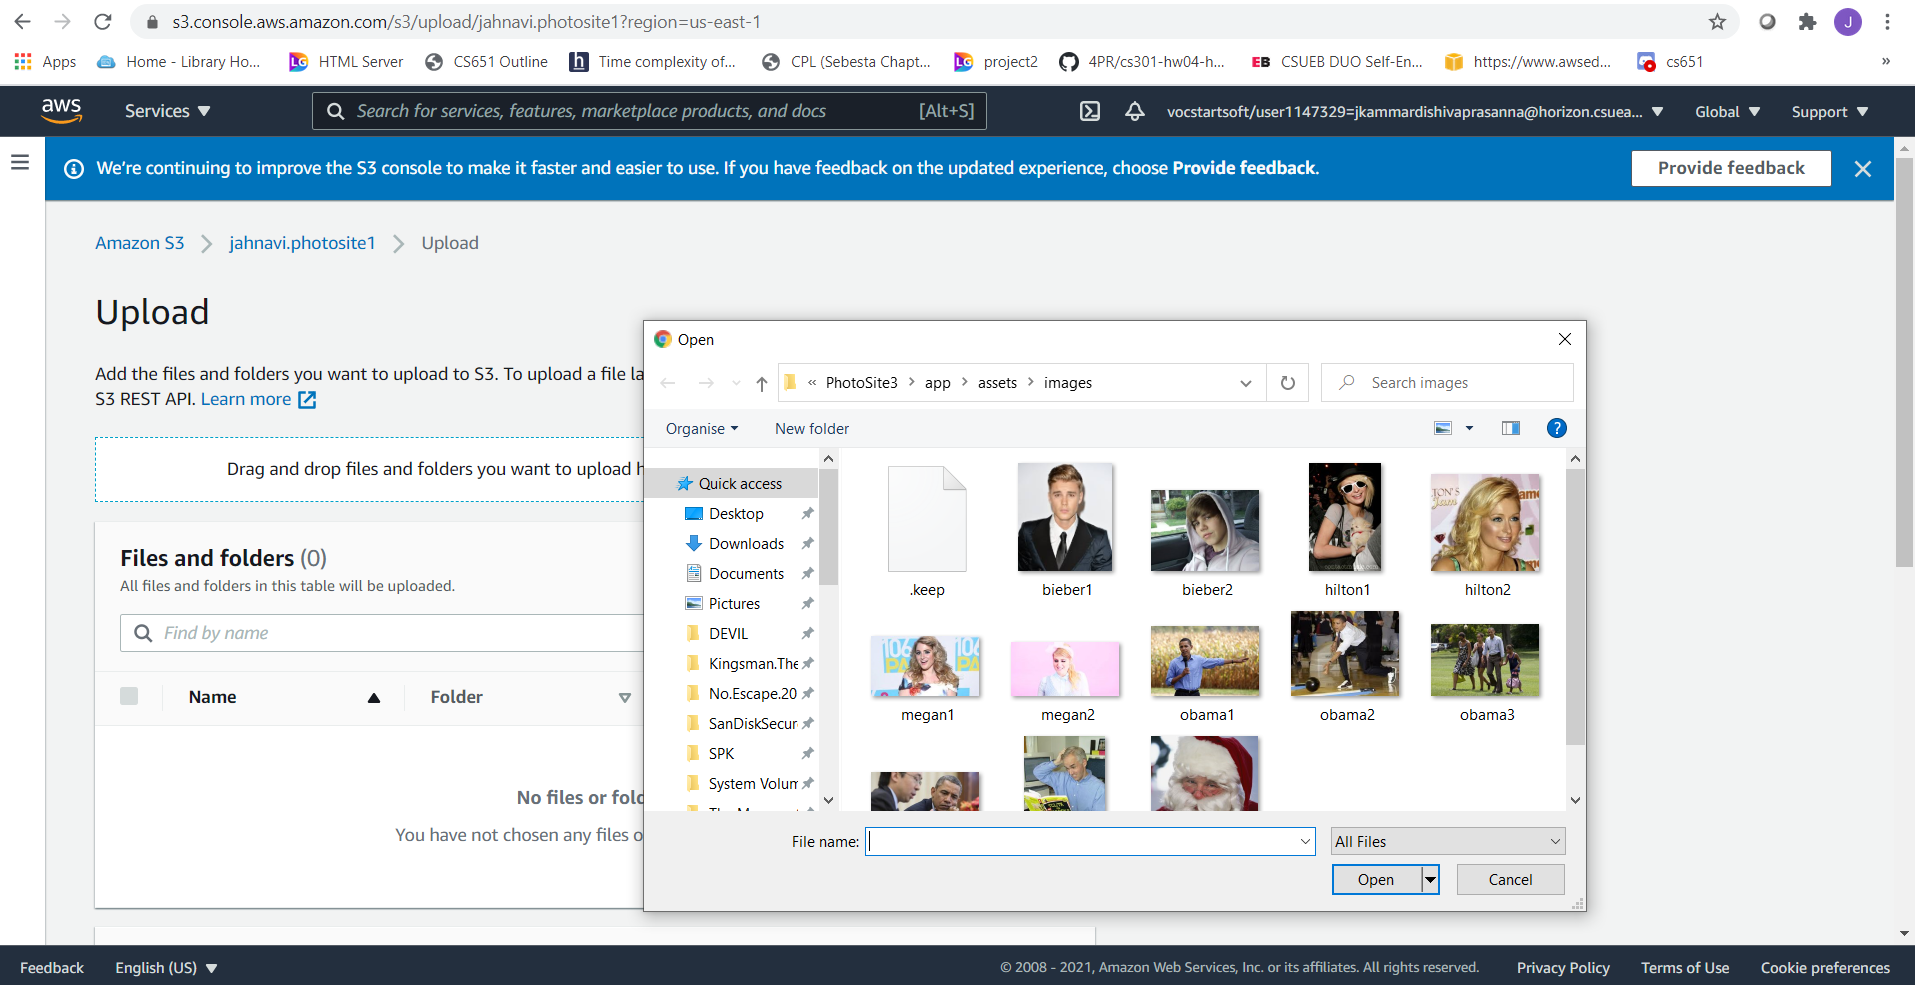 s3.console.aws.amazon.com/s3/upload/jahnavi.photosite1?region=us-east-1
J
Apps
Home - Library Ho...
LG HTML Server
CS651 Outline
h Time complexity of...
CPL (Sebesta Chapt...
LG project2
4PR/cs301-hw04-h...
EB CSUEB DUO Self-En...
https://www.awsed...
cs651
»
aws
Services
Search for services, features, marketplace products, and docs [Alt+S]
vocstartsoft/user1147329=jkammardishivaprasanna@horizon.csuea...
Global
Support
We're continuing to improve the S3 console to make it faster and easier to use. If you have feedback on the updated experience, choose Provide feedback.
Provide feedback
Amazon S3
jahnavi.photosite1
Upload
Upload
Add the files and folders you want to upload to S3. To upload a file la
S3 REST API. Learn more
Drag and drop files and folders you want to upload h
Files and folders (0)
All files and folders in this table will be uploaded.
Find by name
Name
Folder
No files or fold
You have not chosen any files o
Open
« PhotoSite3 > app > assets > images
Search images
Organise
New folder
?
Quick access
Desktop
Downloads
Documents
Pictures
DEVIL
Kingsman.The
No.Escape.20
SanDiskSecur
SPK
System Volum
.keep
bieber1
bieber2
hilton1
hilton2
megan1
megan2
obama1
obama2
obama3
File name:
All Files
Open
Cancel
Feedback
English (US)
© 2008 - 2021, Amazon Web Services, Inc. or its affiliates. All rights reserved.
Privacy Policy
Terms of Use
Cookie preferences